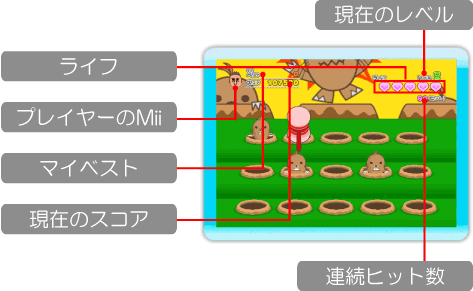 現在のレベル
ライフ
プレイヤーのMii
マイベスト
現在のスコア
連続ヒット数